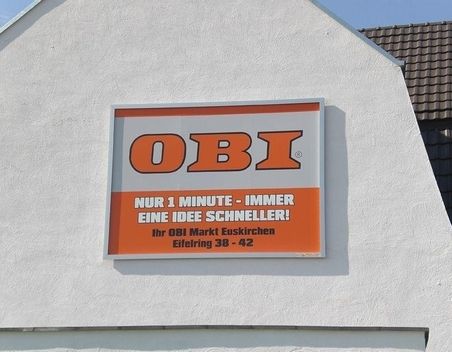 OBI®
NUR 1 MINUTE - IMMER
EINE IDEE SCHNELLER!
Ihr OBI Markt Euskirchen
Eifelring 38 - 42